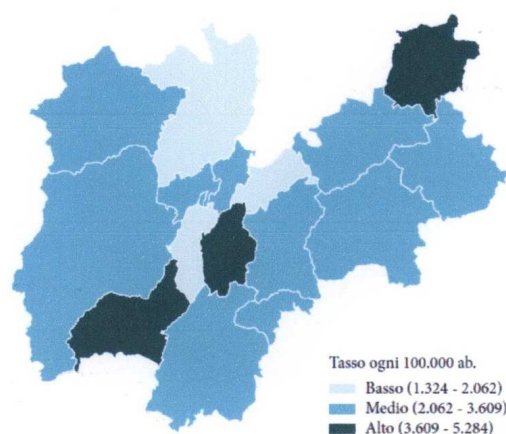 Tasso ogni 100.000 ab.
Basso (1.324 - 2.062)
Medio (2.062 - 3.609)
Alto (3.609 - 5.284)